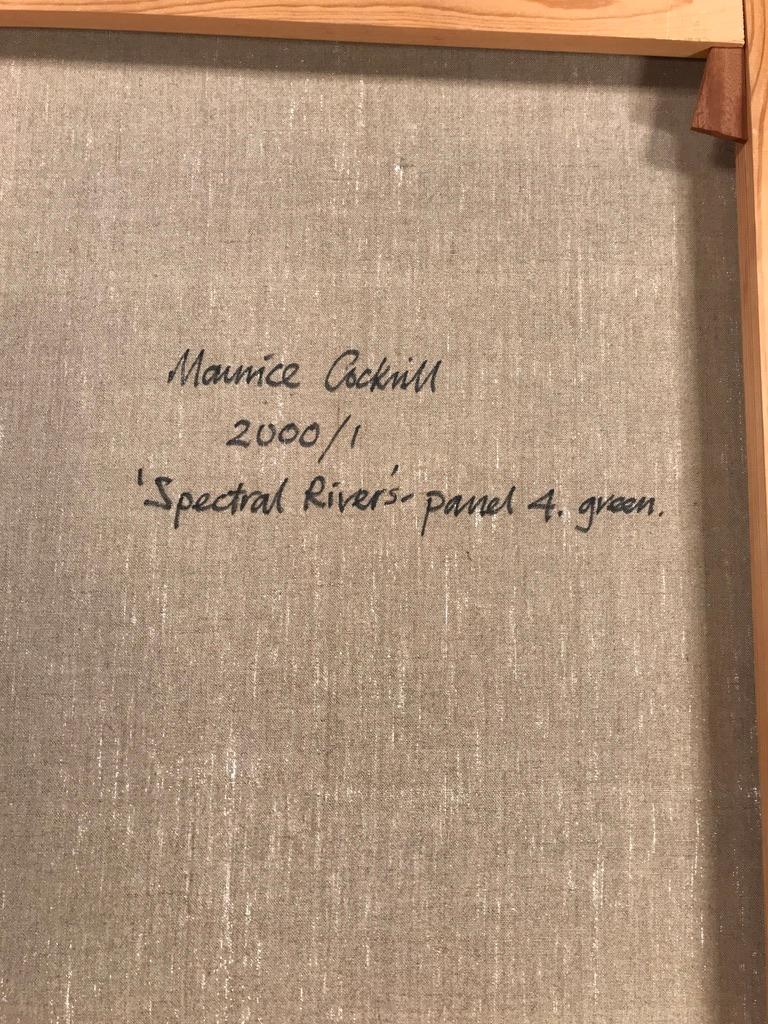 Maurice Cockrill
2000/1
'Spectral Rivers'- panel 4. green.